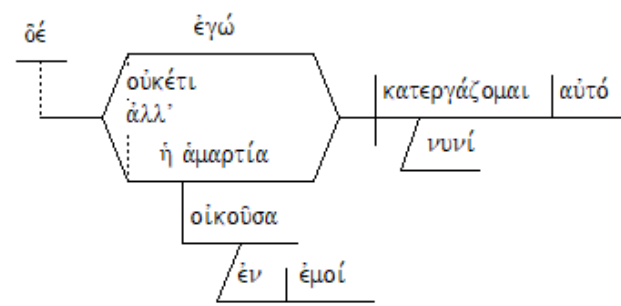 δέ
ἐγώ
οὐκέτι
ἀλλ’
ἡ ἁμαρτία
κατεργάζομαι αὐτό
νυνί
οἰκοῦσα
ἐν ἐμοί